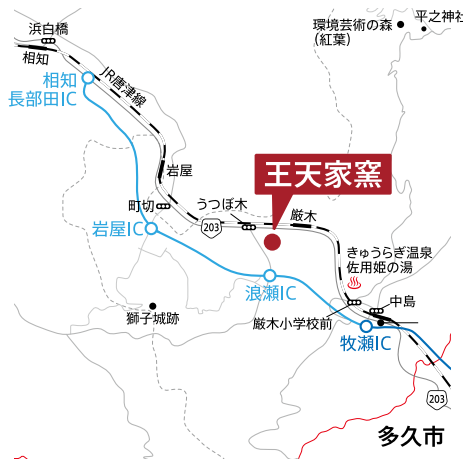 浜白橋
相知
相知
長部田IC
JR唐津線
環境芸術の森
(紅葉)
平之神社
岩屋
王天家窯
町切
うつぼ木
203
厳木
岩屋IC
きゅうらぎ温泉
佐用姫の湯
浪瀬IC
獅子城跡
中島
厳木小学校前
牧瀬IC
203
多久市